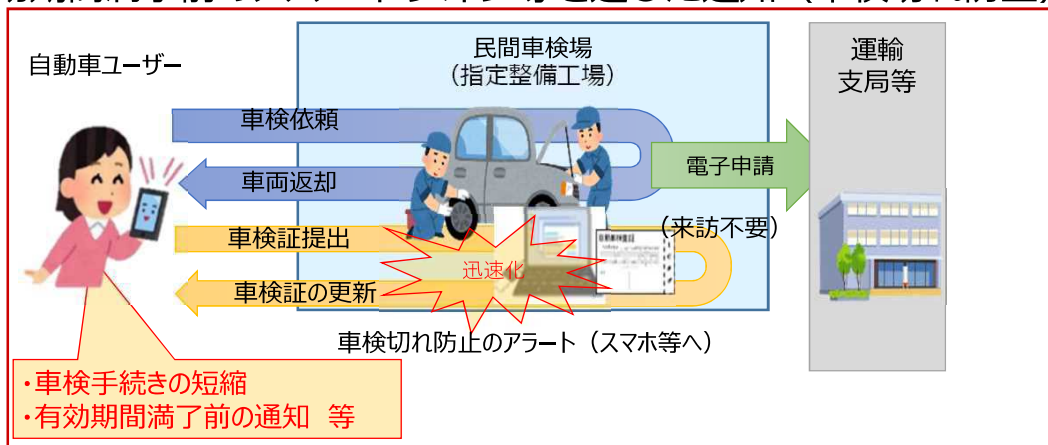 自動車ユーザー
民間車検場
（指定整備工場）
運輸
支局等
車検依頼
車両返却
電子申請
（来訪不要）
車検証提出
迅速化
車検証の更新
車検切れ防止のアラート（スマホ等へ）
・車検手続きの短縮
・有効期間満了前の通知 等